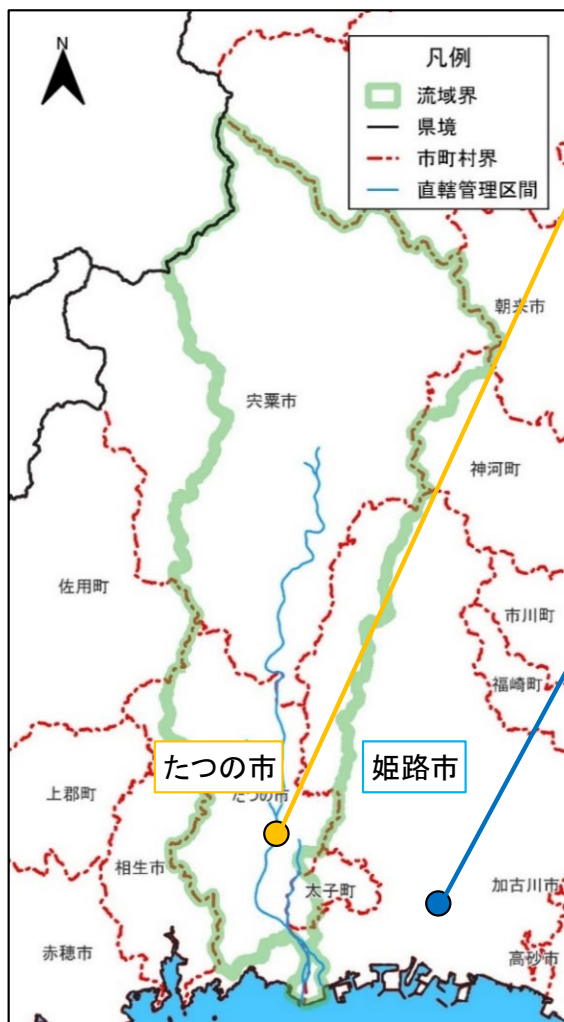 N
凡例
流域界
県境
市町村界
直轄管理区間
朝来市
宍粟市
神河町
佐用町
市川町
福崎町
たつの市
姫路市
上郡町
たつの市
相生市
太子町
加古川市
赤穂市
高砂市